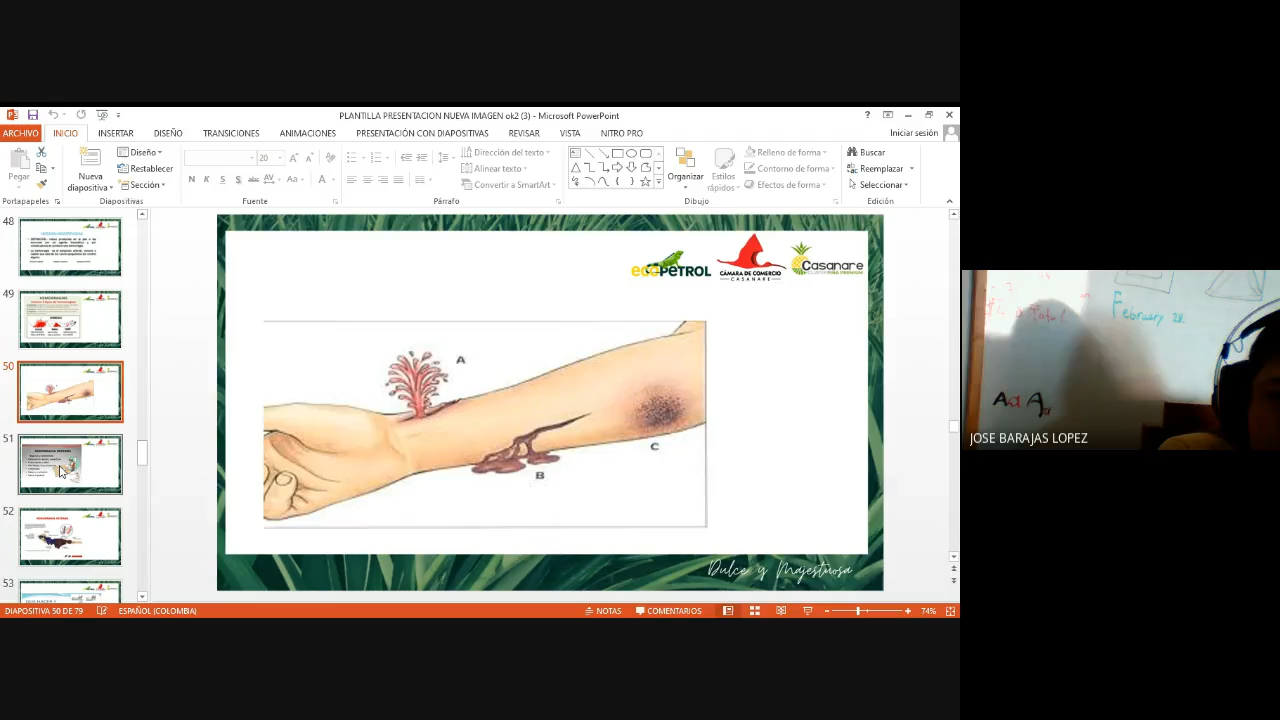 PLANTILLA PRESENTACION NUEVA IMAGEN ok2 (3) - Microsoft PowerPoint
ARCHIVO INICIO INSERTAR DISEÑO TRANSICIONES ANIMACIONES PRESENTACIÓN CON DIAPOSITIVAS REVISAR VISTA NITRO PRO Iniciar sesión
Pegar
Nueva diapositiva
Diseño
Restablecer
Sección
20
N K S S abc AV Aa A
Dirección del texto
Alinear texto
Convertir a SmartArt
Organizar
Estilos rápidos
Relleno de forma
Contorno de forma
Efectos de forma
Buscar
Reemplazar
Seleccionar
Portapapeles Diapositivas Fuente Párrafo Dibujo Edición
48
49
50
51
52
53
ecoPETROL
CÁMARA DE COMERCIO
CASANARE
Casanare
A
B
C
Dulce y Majestuosa
February 28.
JOSE BARAJAS LOPEZ
DIAPOSITIVA 50 DE 79 ESPAÑOL (COLOMBIA) NOTAS COMENTARIOS 74%